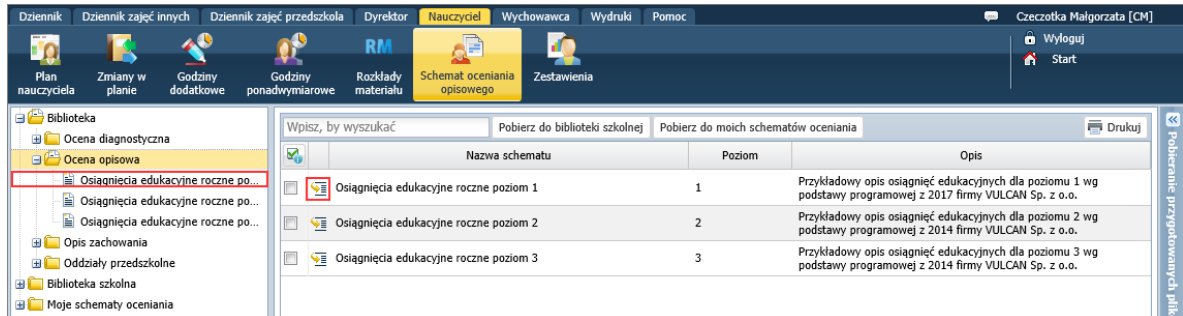 Dziennik Dziennik zajęć innych Dziennik zajęć przedszkola Dyrektor Nauczyciel Wychowawca Wydruki Pomoc Czeczotka Małgorzata [CM]
Plan nauczyciela
Zmiany w planie
Godziny dodatkowe
Godziny ponadwymiarowe
RM
Rozkłady materiału
Schemat oceniania opisowego
Zestawienia
Wyloguj
Start
Biblioteka
Ocena diagnostyczna
Ocena opisowa
Osiągnięcia edukacyjne roczne po...
Osiągnięcia edukacyjne roczne po...
Osiągnięcia edukacyjne roczne po...
Opis zachowania
Oddziały przedszkolne
Biblioteka szkolna
Moje schematy oceniania
Wpisz, by wyszukać Pobierz do biblioteki szkolnej Pobierz do moich schematów oceniania Drukuj
Nazwa schematu Poziom Opis
Osiągnięcia edukacyjne roczne poziom 1 1 Przykładowy opis osiągnięć edukacyjnych dla poziomu 1 wg
podstawy programowej z 2017 firmy VULCAN Sp. z o.o.
Osiągnięcia edukacyjne roczne poziom 2 2 Przykładowy opis osiągnięć edukacyjnych dla poziomu 2 wg
podstawy programowej z 2014 firmy VULCAN Sp. z o.o.
Osiągnięcia edukacyjne roczne poziom 3 3 Przykładowy opis osiągnięć edukacyjnych dla poziomu 3 wg
podstawy programowej z 2014 firmy VULCAN Sp. z o.o.
Pobieranie przygotowanych plik